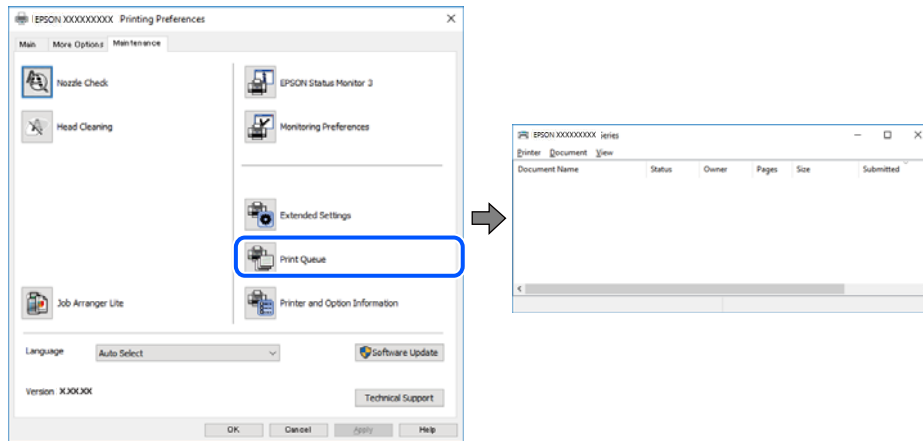 EPSON XXXXXXXXX Printing Preferences
Main More Options Maintenance
Nozzle Check
EPSON Status Monitor 3
Head Cleaning
Monitoring Preferences
Extended Settings
Print Queue
Job Arranger Lite
Printer and Option Information
Language Auto Select
Software Update
Version X.XX.XX
Technical Support
OK Cancel Apply Help
EPSON XXXXXXXXX ieries
Printer Document View
Document Name Status Owner Pages Size Submitted